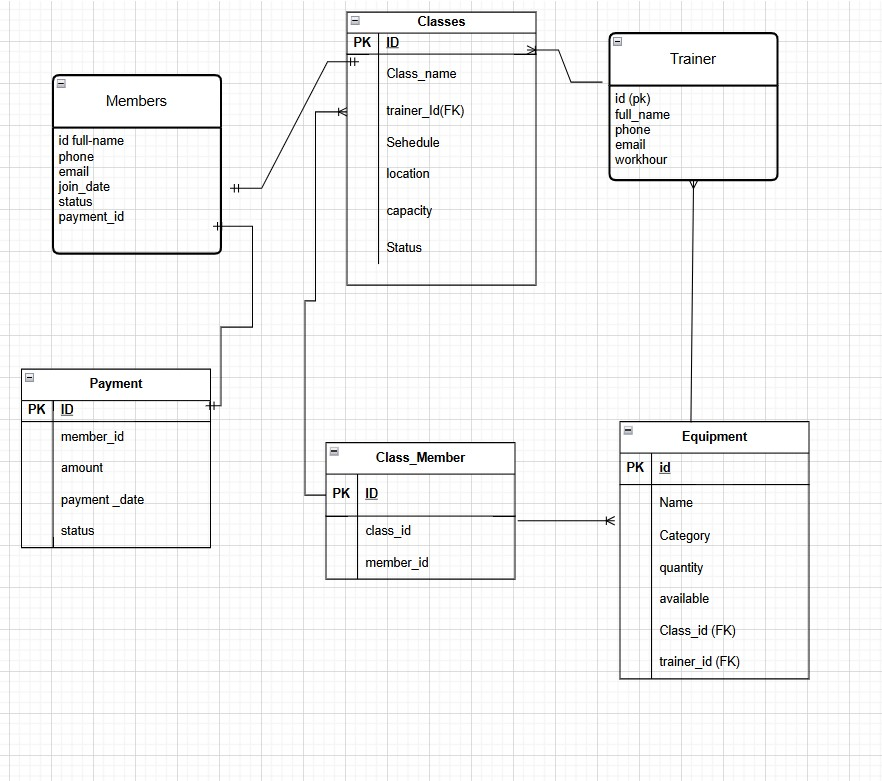 Classes
PK ID
Class_name
trainer_Id(FK)
Sehedule
location
capacity
Status
Trainer
id (pk)
full_name
phone
email
workhour
Members
id full-name
phone
email
join_date
status
payment_id
Payment
PK ID
member_id
amount
payment _date
status
Class_Member
PK ID
class_id
member_id
Equipment
PK id
Name
Category
quantity
available
Class_id (FK)
trainer_id (FK)